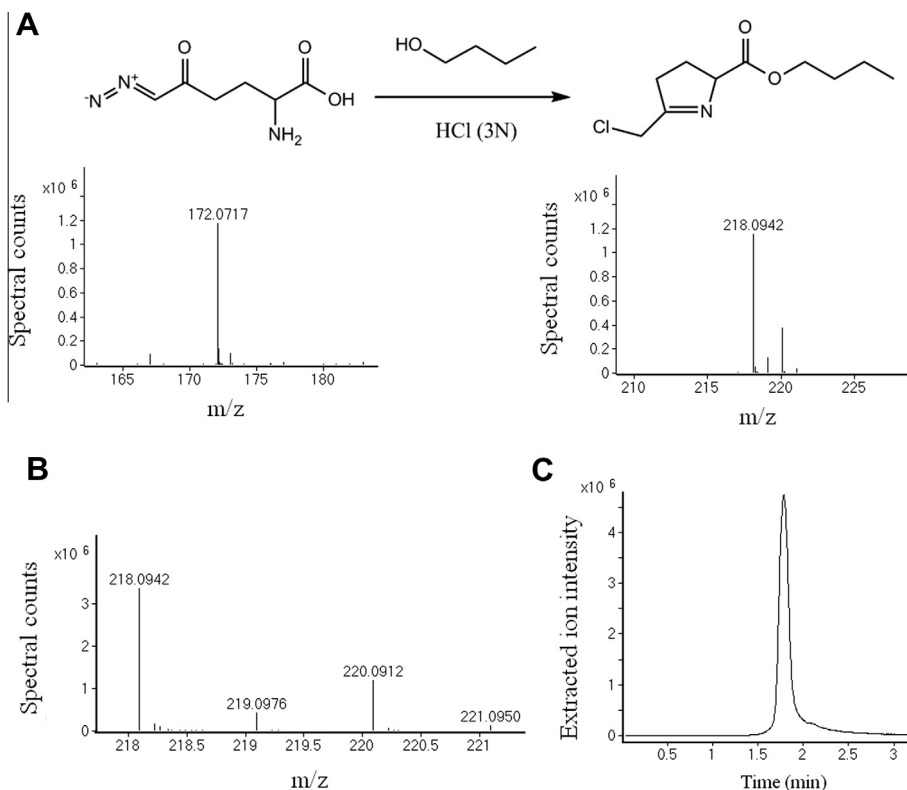 A
O
O
HO
O
N+
-N
OH
O
NH2
HCl (3N)
Cl
N
x10 6
1.2
1
0.8
0.6
0.4
0.2
0
172.0717
165
170
175
180
Spectral counts
m/z
x10 6
1.2
1
0.8
0.6
0.4
0.2
0
218.0942
210
215
220
225
Spectral counts
m/z
B
x10 6
3
2
1
0
218.0942
219.0976
220.0912
221.0950
218
218.5
219
219.5
220
220.5
221
Spectral counts
m/z
C
x10 6
4
3
2
1
0
0.5
1
1.5
2
2.5
3
Extracted ion intensity
Time (min)